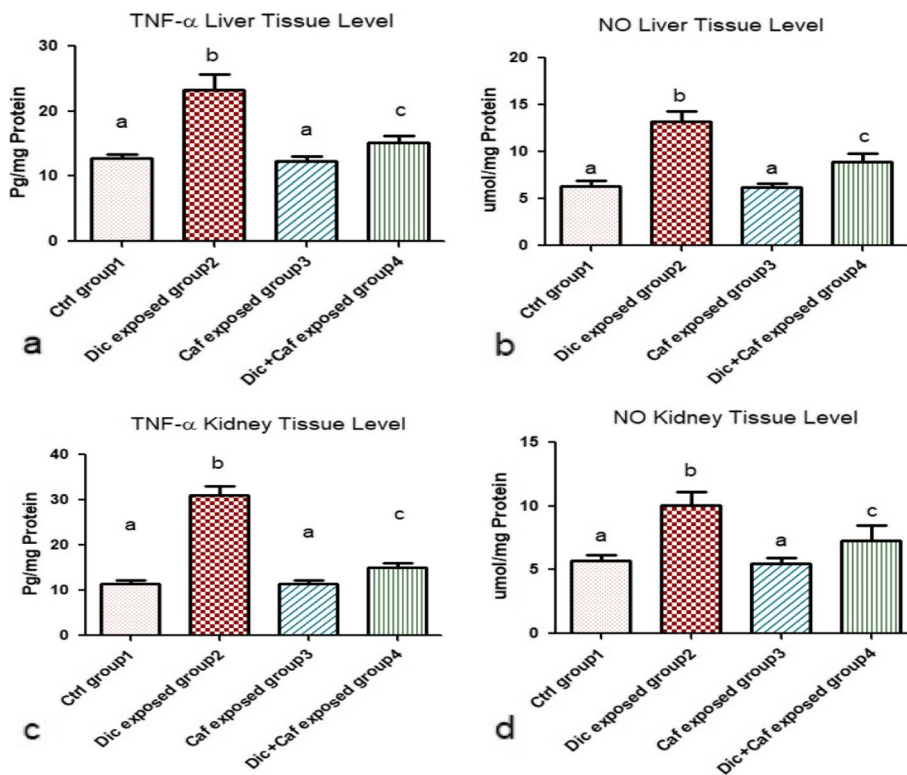 TNF-α Liver Tissue Level
30
20
10
0
Pg/mg Protein
a
b
a
c
Ctrl group1
Dic exposed group2
Caf exposed group3
Dic+Caf exposed group4
a
NO Liver Tissue Level
20
15
10
5
0
umol/mg Protein
a
b
a
c
Ctrl group1
Dic exposed group2
Caf exposed group3
Dic+Caf exposed group4
b
TNF-α Kidney Tissue Level
40
30
20
10
0
Pg/mg Protein
a
b
a
c
Ctrl group1
Dic exposed group2
Caf exposed group3
Dic+Caf exposed group4
c
NO Kidney Tissue Level
15
10
5
0
umol/mg Protein
a
b
a
c
Ctrl group1
Dic exposed group2
Caf exposed group3
Dic+Caf exposed group4
d